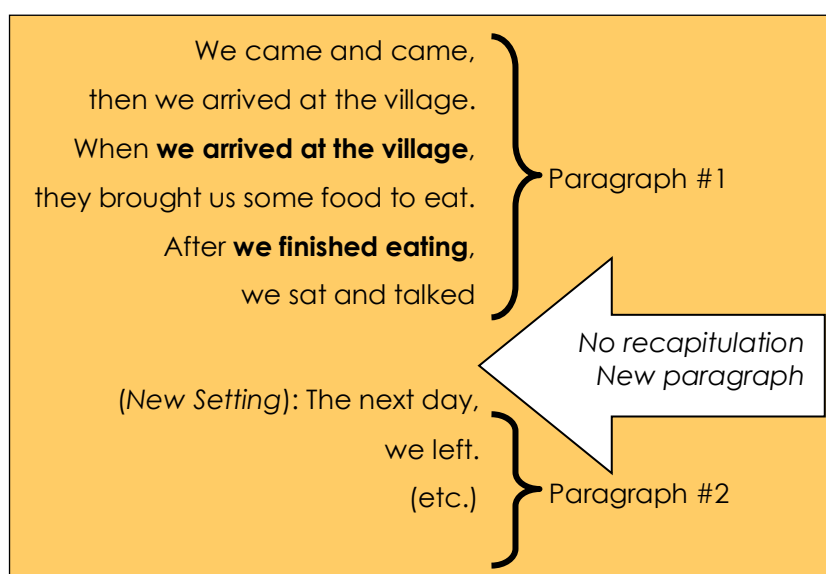 We came and came,
then we arrived at the village.
When we arrived at the village,
they brought us some food to eat.
After we finished eating,
we sat and talked
Paragraph #1
No recapitulation
New paragraph
(New Setting): The next day,
we left.
(etc.)
Paragraph #2